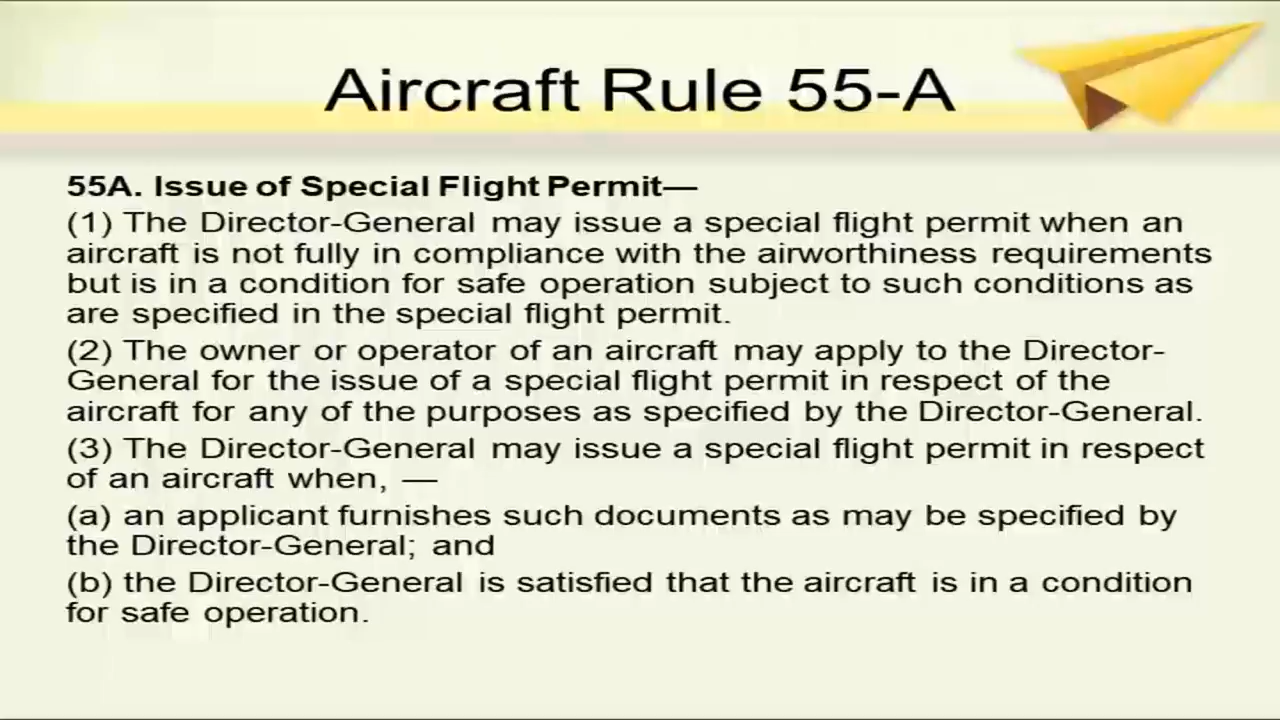 Aircraft Rule 55-A
55A. Issue of Special Flight Permit—
(1) The Director-General may issue a special flight permit when an
aircraft is not fully in compliance with the airworthiness requirements
but is in a condition for safe operation subject to such conditions as
are specified in the special flight permit.
(2) The owner or operator of an aircraft may apply to the Director-
General for the issue of a special flight permit in respect of the
aircraft for any of the purposes as specified by the Director-General.
(3) The Director-General may issue a special flight permit in respect
of an aircraft when, —
(a) an applicant furnishes such documents as may be specified by
the Director-General; and
(b) the Director-General is satisfied that the aircraft is in a condition
for safe operation.